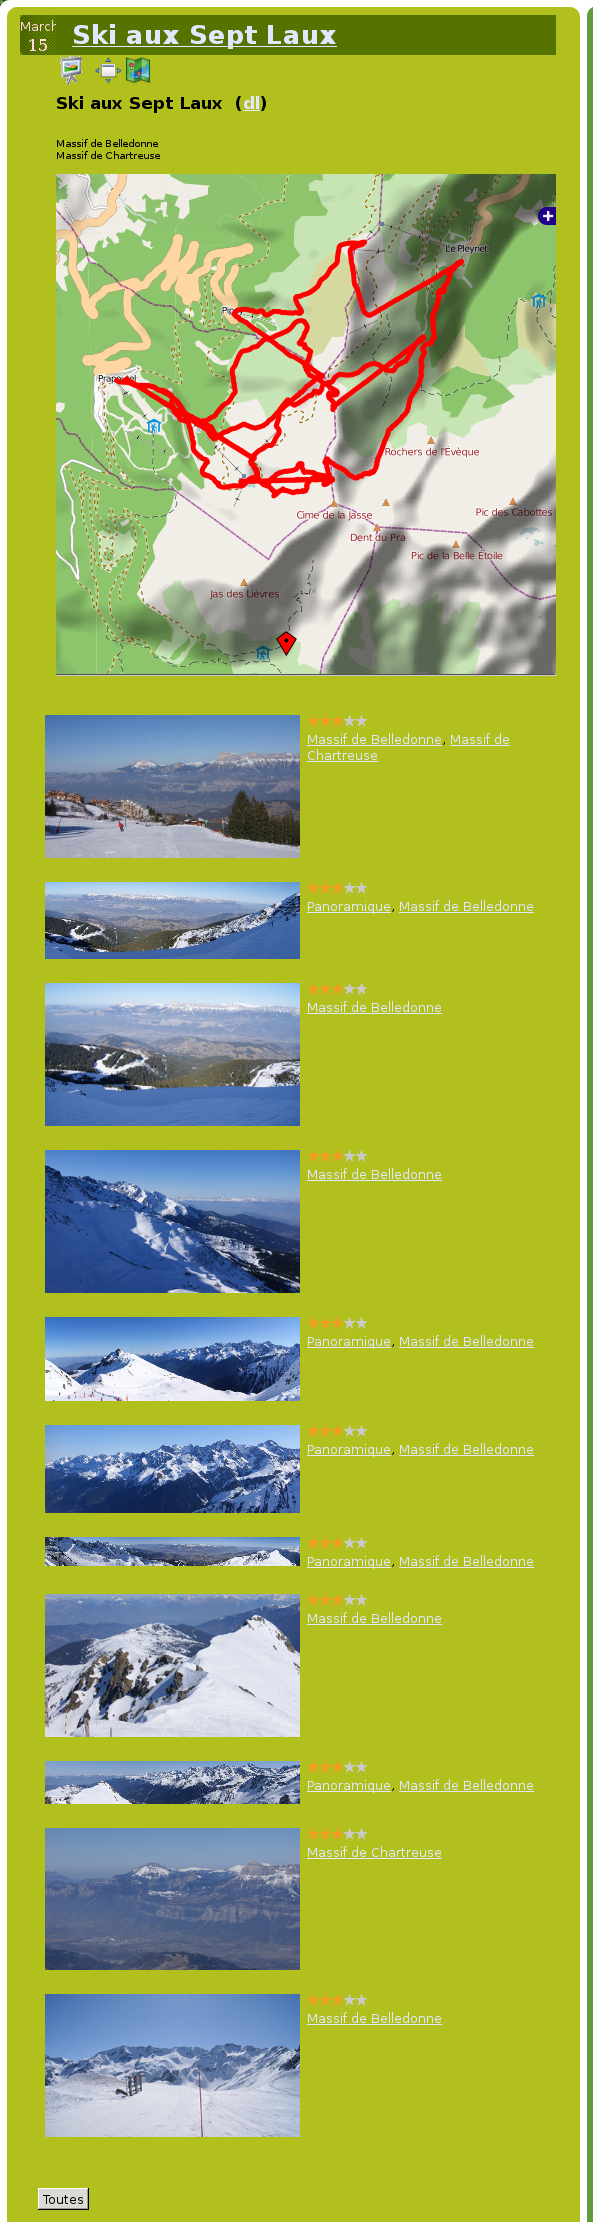 March
15
Ski aux Sept Laux
Ski aux Sept Laux (dl)
Massif de Belledonne
Massif de Chartreuse
Le Pleynet
Rochers de l'Évèque
Cime de la Jasse
Pic des Cabottes
Dent du Pra
Pic de la Belle Étoile
Jas des Lièvres
Massif de Belledonne, Massif de
Chartreuse
Panoramique, Massif de Belledonne
Massif de Belledonne
Massif de Belledonne
Panoramique, Massif de Belledonne
Panoramique, Massif de Belledonne
Panoramique, Massif de Belledonne
Massif de Belledonne
Panoramique, Massif de Belledonne
Massif de Chartreuse
Massif de Belledonne
Toutes